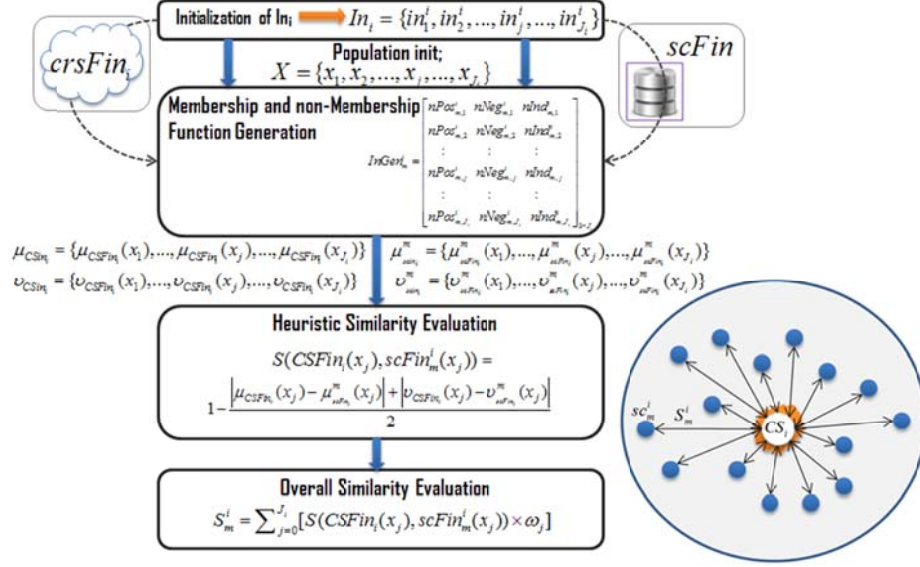 Initialization of Inᵢ In_i = {in_1^i, in_2^i, ..., in_j^i, ..., in_{J_i}^i}
crsFin_i
scFin
Population init;
X = {x_1, x_2, ..., x_j, ..., x_{J_i}}
Membership and non-Membership
Function Generation
InGen_m^i =
nPos_{m,1}^i nNeg_{m,1}^i nInd_{m,1}^i
nPos_{m,2}^i nNeg_{m,2}^i nInd_{m,2}^i
⋮ ⋮ ⋮
nPos_{m,j}^i nNeg_{m,j}^i nInd_{m,j}^i
⋮ ⋮ ⋮
nPos_{m,J_i}^i nNeg_{m,J_i}^i nInd_{m,J_i}^i
μ_{CSin_i} = {μ_{CSFin_i}(x_1), ..., μ_{CSFin_i}(x_j), ..., μ_{CSFin_i}(x_{J_i})}
μ_{scin_i}^m = {μ_{scFin_i}^m(x_1), ..., μ_{scFin_i}^m(x_j), ..., μ_{scFin_i}^m(x_{J_i})}
υ_{CSin_i} = {υ_{CSFin_i}(x_1), ..., υ_{CSFin_i}(x_j), ..., υ_{CSFin_i}(x_{J_i})}
υ_{scin_i}^m = {υ_{scFin_i}^m(x_1), ..., υ_{scFin_i}^m(x_j), ..., υ_{scFin_i}^m(x_{J_i})}
Heuristic Similarity Evaluation
S(CSFin_i(x_j), scFin_m^i(x_j)) =
1 - (|μ_{CSFin_i}(x_j) - μ_{scFin_i}^m(x_j)| + |υ_{CSFin_i}(x_j) - υ_{scFin_i}^m(x_j)|) / 2
Overall Similarity Evaluation
S_m^i = ∑_{j=0}^{J_i} [S(CSFin_i(x_j), scFin_m^i(x_j)) × ω_j]
sc_m^i S_m^i CS_i